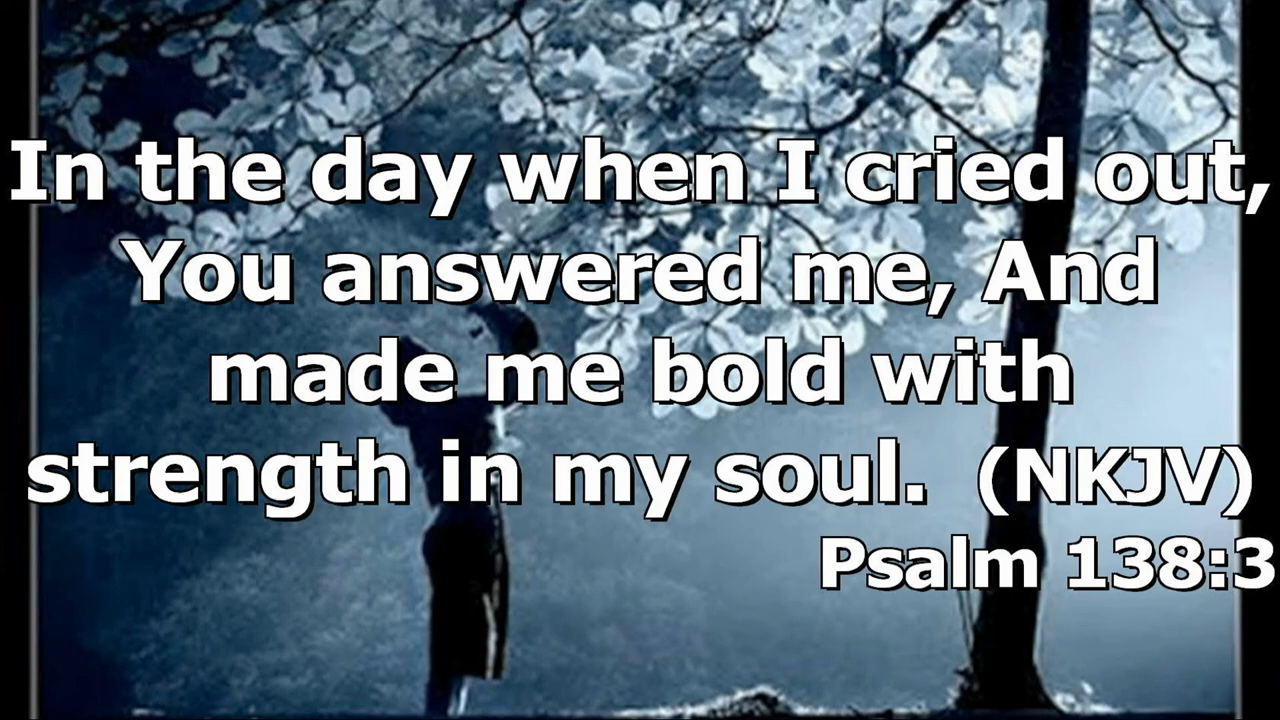 In the day when I cried out,
You answered me, And
made me bold with
strength in my soul.  (NKJV)
Psalm 138:3